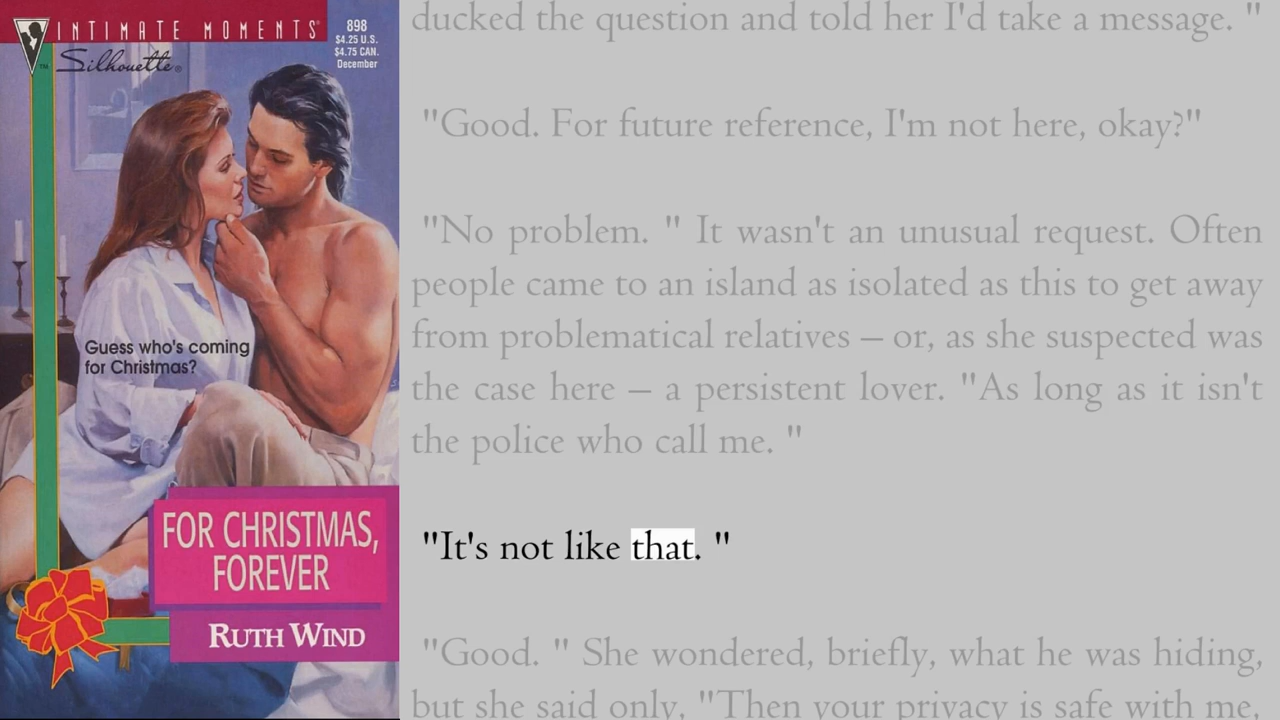 INTIMATE MOMENTS®
898
$4.25 U.S.
$4.75 CAN.
December
™
Silhouette®
Guess who's coming
for Christmas?
FOR CHRISTMAS,
FOREVER
RUTH WIND
ducked the question and told her I'd take a message. "
"Good. For future reference, I'm not here, okay?"
"No problem. " It wasn't an unusual request. Often
people came to an island as isolated as this to get away
from problematical relatives – or, as she suspected was
the case here – a persistent lover. "As long as it isn't
the police who call me. "
"It's not like that. "
"Good. " She wondered, briefly, what he was hiding,
but she said only, "Then your privacy is safe with me,